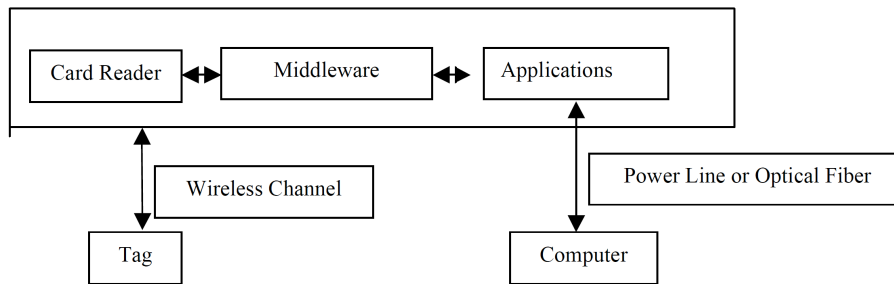 Card Reader
Middleware
Applications
Wireless Channel
Power Line or Optical Fiber
Tag
Computer